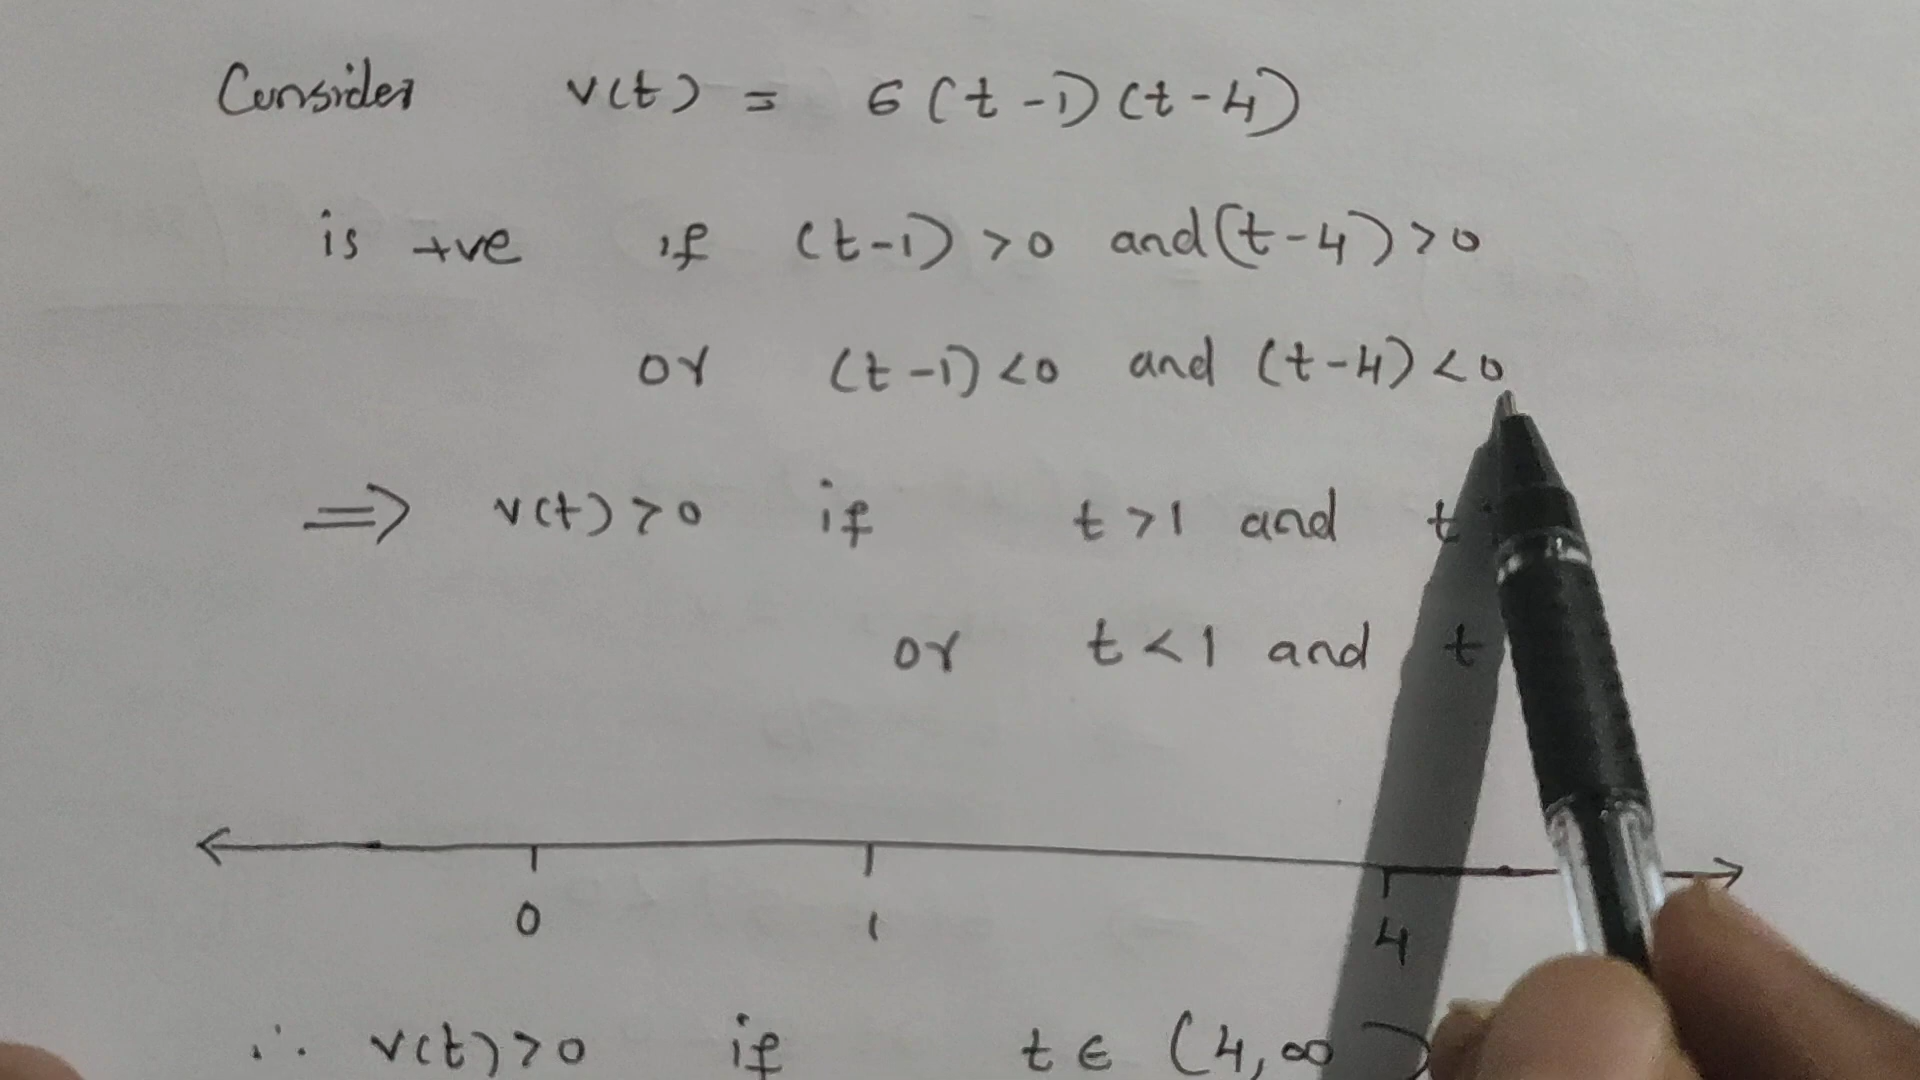 Consider v(t) = 6(t-1)(t-4)
is +ve if (t-1)>0 and (t-4)>0
or (t-1)<0 and (t-4)<0
⟹ v(t)>0 if t>1 and t
or t<1 and t
0 1 4
∴ v(t)>0 if t∈ (4,∞)